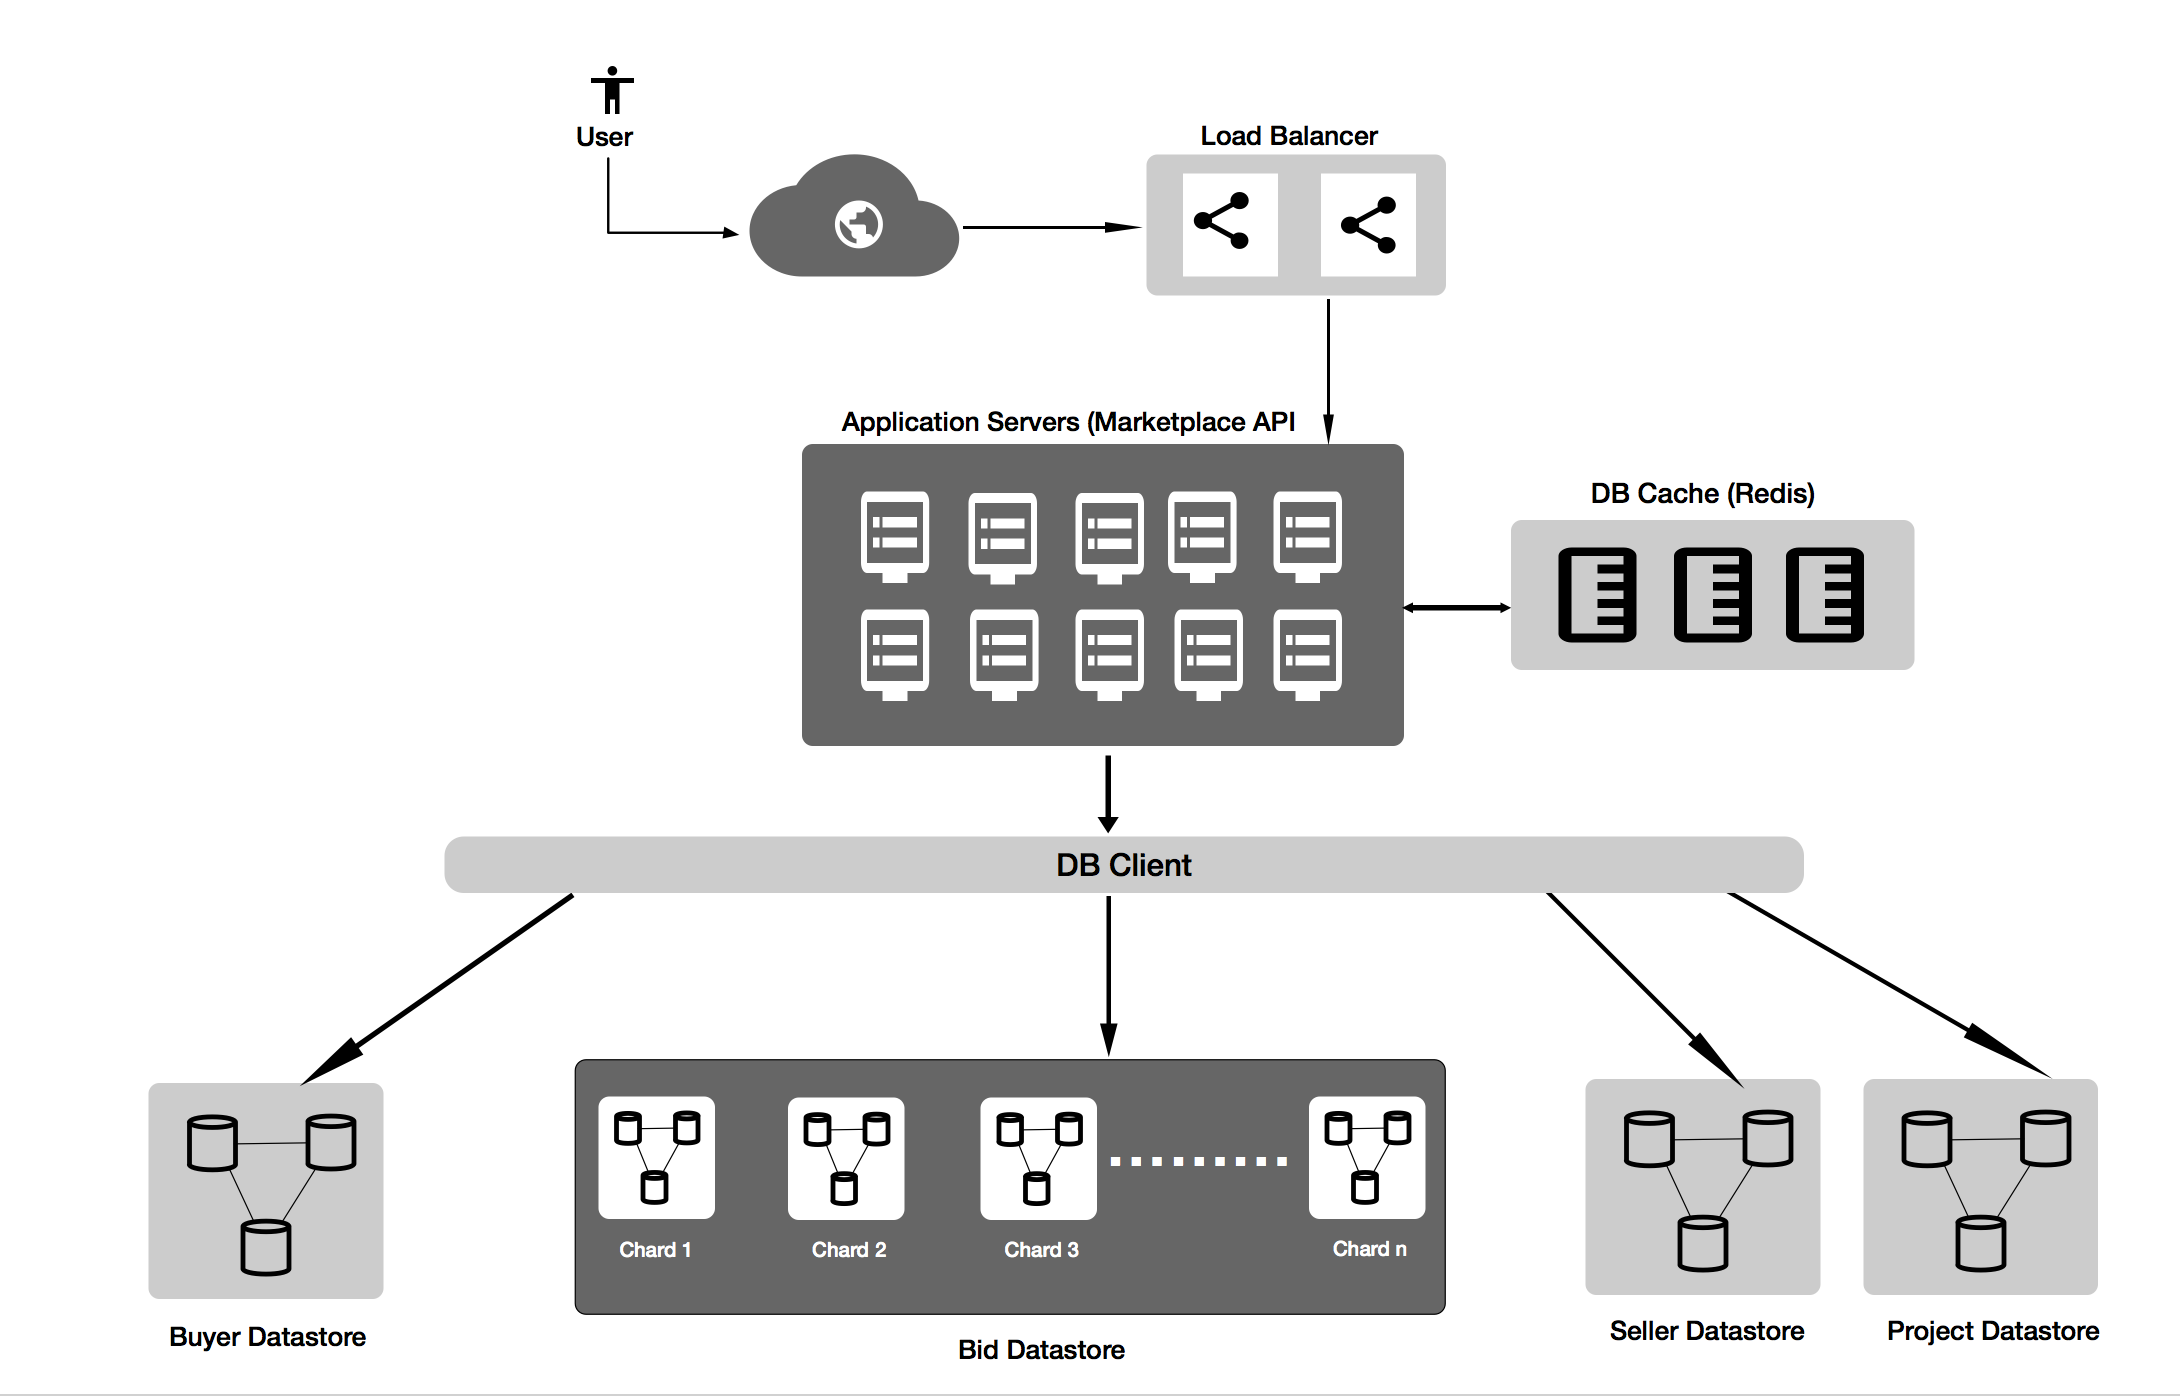 User
Load Balancer
Application Servers (Marketplace API
DB Cache (Redis)
DB Client
Chard 1
Chard 2
Chard 3
Chard n
Buyer Datastore
Bid Datastore
Seller Datastore
Project Datastore